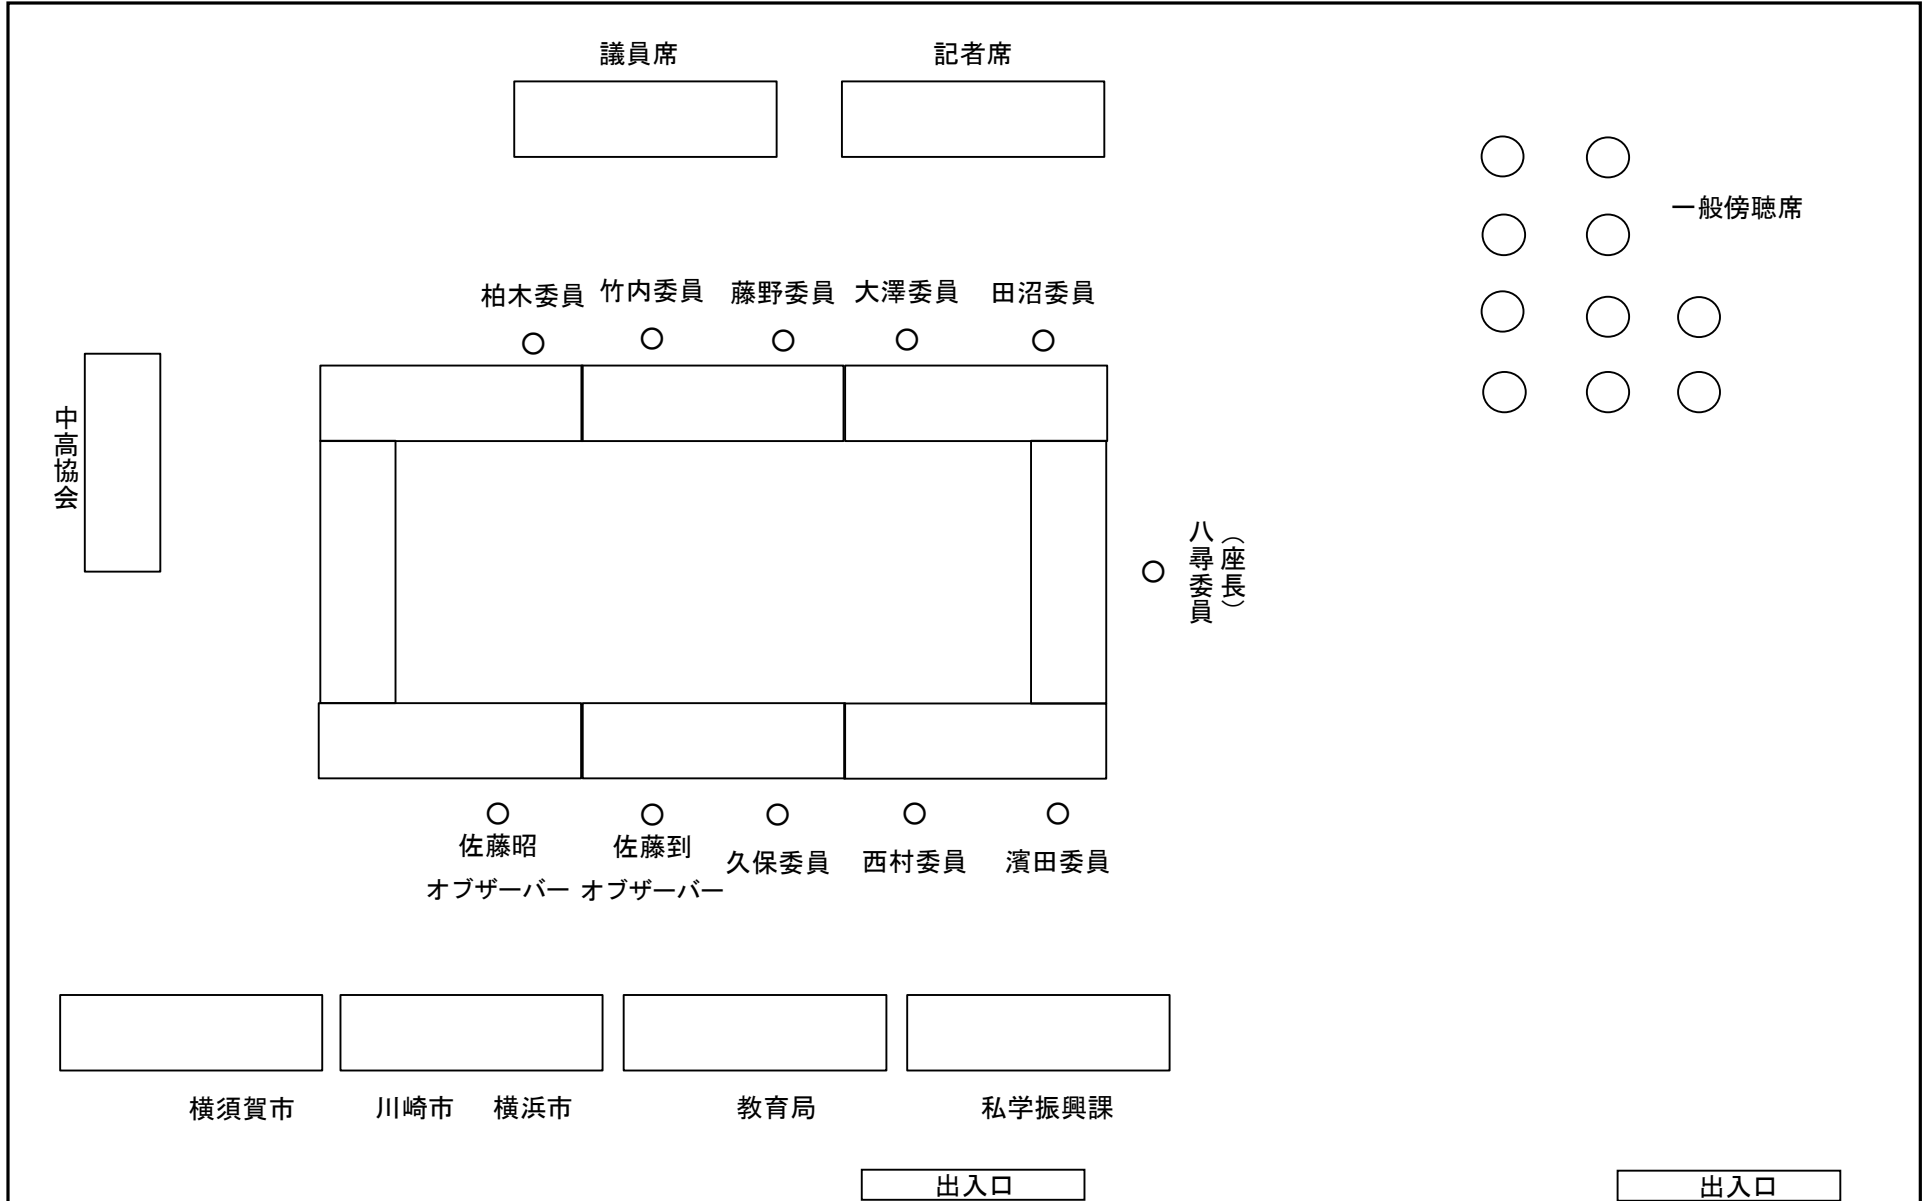 議員席
記者席
一般傍聴席
柏木委員
竹内委員
藤野委員
大澤委員
田沼委員
中高協会
（座長）
八尋委員
佐藤昭
オブザーバー
佐藤到
オブザーバー
久保委員
西村委員
濱田委員
横須賀市
川崎市
横浜市
教育局
私学振興課
出入口
出入口